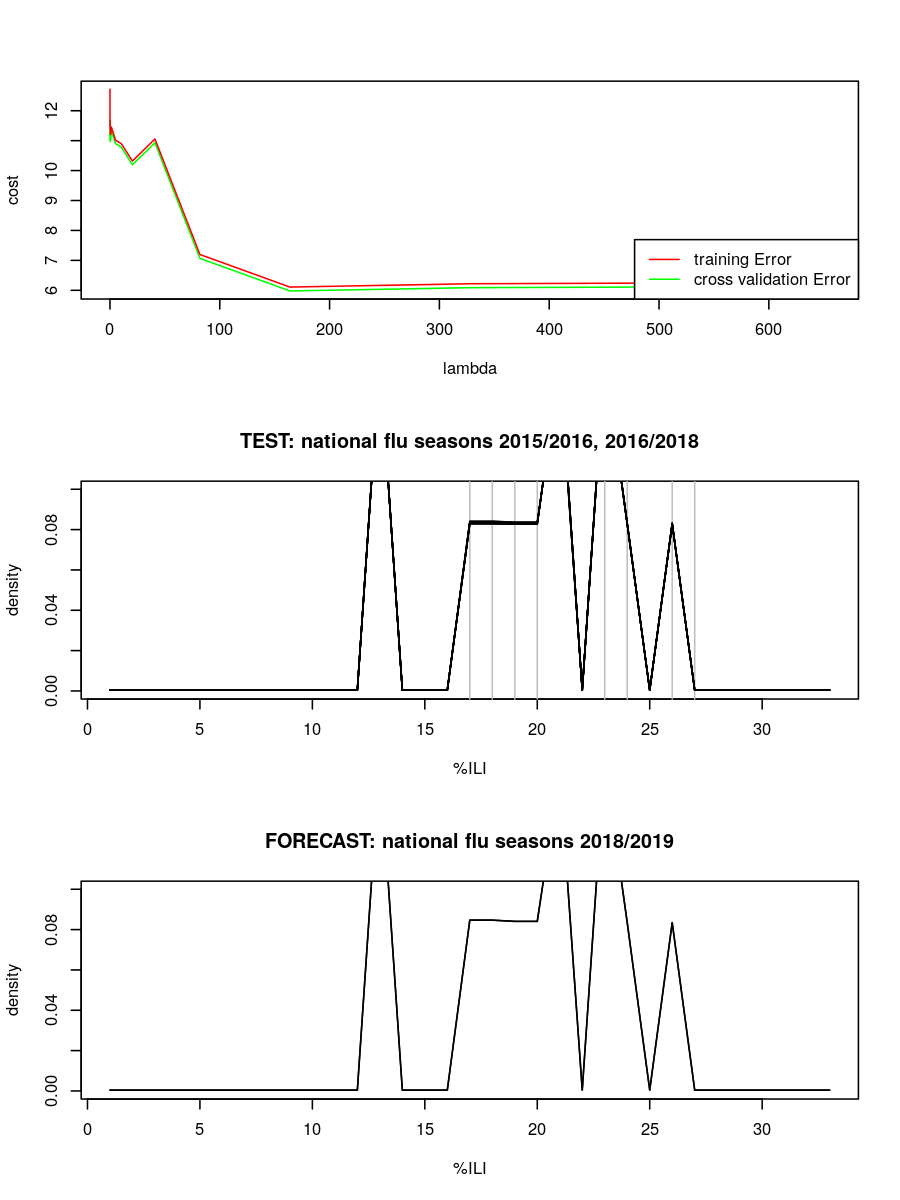 12
10
9
8
7
6
cost
training Error
cross validation Error
0 100 200 300 400 500 600
lambda
TEST: national flu seasons 2015/2016, 2016/2018
0.08
0.04
0.00
density
0 5 10 15 20 25 30
%ILI
FORECAST: national flu seasons 2018/2019
0.08
0.04
0.00
density
0 5 10 15 20 25 30
%ILI